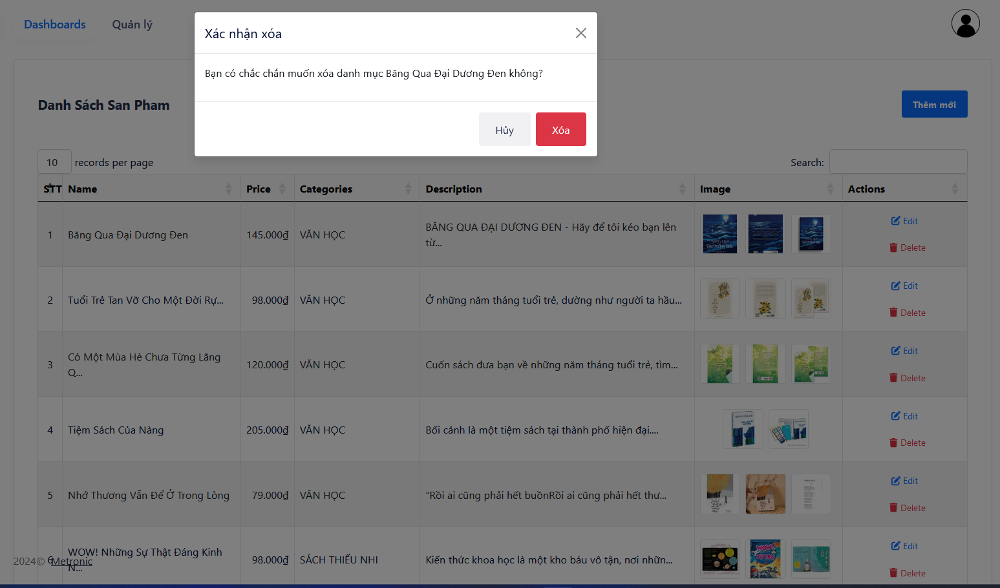 Dashboards Quản lý
Xác nhận xóa
Bạn có chắc chắn muốn xóa danh mục Băng Qua Đại Dương Đen không?
Hủy Xóa
Danh Sách San Pham
Thêm mới
10 records per page
Search:
STT Name Price Categories Description Image Actions
1 Băng Qua Đại Dương Đen 145.000₫ VĂN HỌC BĂNG QUA ĐẠI DƯƠNG ĐEN - Hãy để tôi kéo bạn lên
từ...
Edit
Delete
2 Tuổi Trẻ Tan Vỡ Cho Một Đời Rự... 98.000₫ VĂN HỌC Ở những năm tháng tuổi trẻ, dường như người ta hầu...
Edit
Delete
3 Có Một Mùa Hè Chưa Từng Lãng
Q...
120.000₫ VĂN HỌC Cuốn sách đưa bạn về những năm tháng tuổi trẻ, tìm...
Edit
Delete
4 Tiệm Sách Của Nàng 205.000₫ VĂN HỌC Bối cảnh là một tiệm sách tại thành phố hiện đại....
Edit
Delete
5 Nhớ Thương Vẫn Để Ở Trong Lòng 79.000₫ VĂN HỌC “Rồi ai cũng phải hết buồnRồi ai cũng phải hết thư...
Edit
Delete
6 WOW! Những Sự Thật Đáng Kinh
N...
98.000₫ SÁCH THIẾU NHI Kiến thức khoa học là một kho báu vô tận, nơi nhữn...
Edit
Delete
2024© Metronic